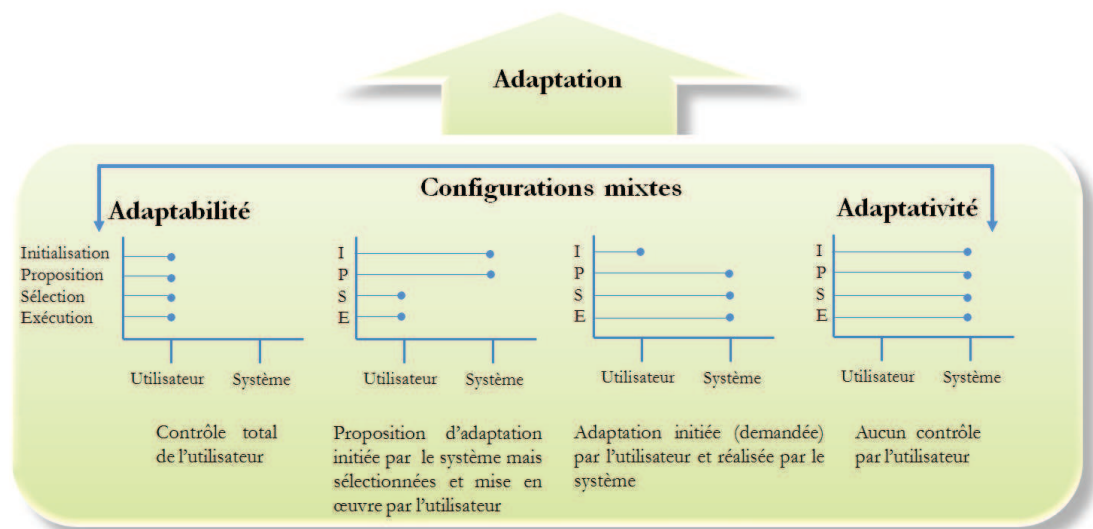 Adaptation
Configurations mixtes
Adaptabilité
Adaptativité
Initialisation
Proposition
Sélection
Exécution
Utilisateur Système
Contrôle total
de l'utilisateur
I
P
S
E
Utilisateur Système
Proposition d'adaptation
initiée par le système mais
sélectionnées et mise en
œuvre par l'utilisateur
I
P
S
E
Utilisateur Système
Adaptation initiée (demandée)
par l'utilisateur et réalisée par le
système
I
P
S
E
Utilisateur Système
Aucun contrôle
par l'utilisateur